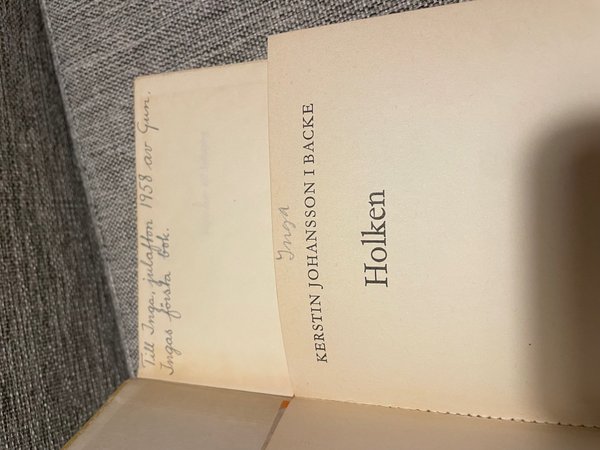 Till Inga, julafton 1958 av Gun.
Ingas första bok.
Inga
KERSTIN JOHANSSON I BACKE
Holken